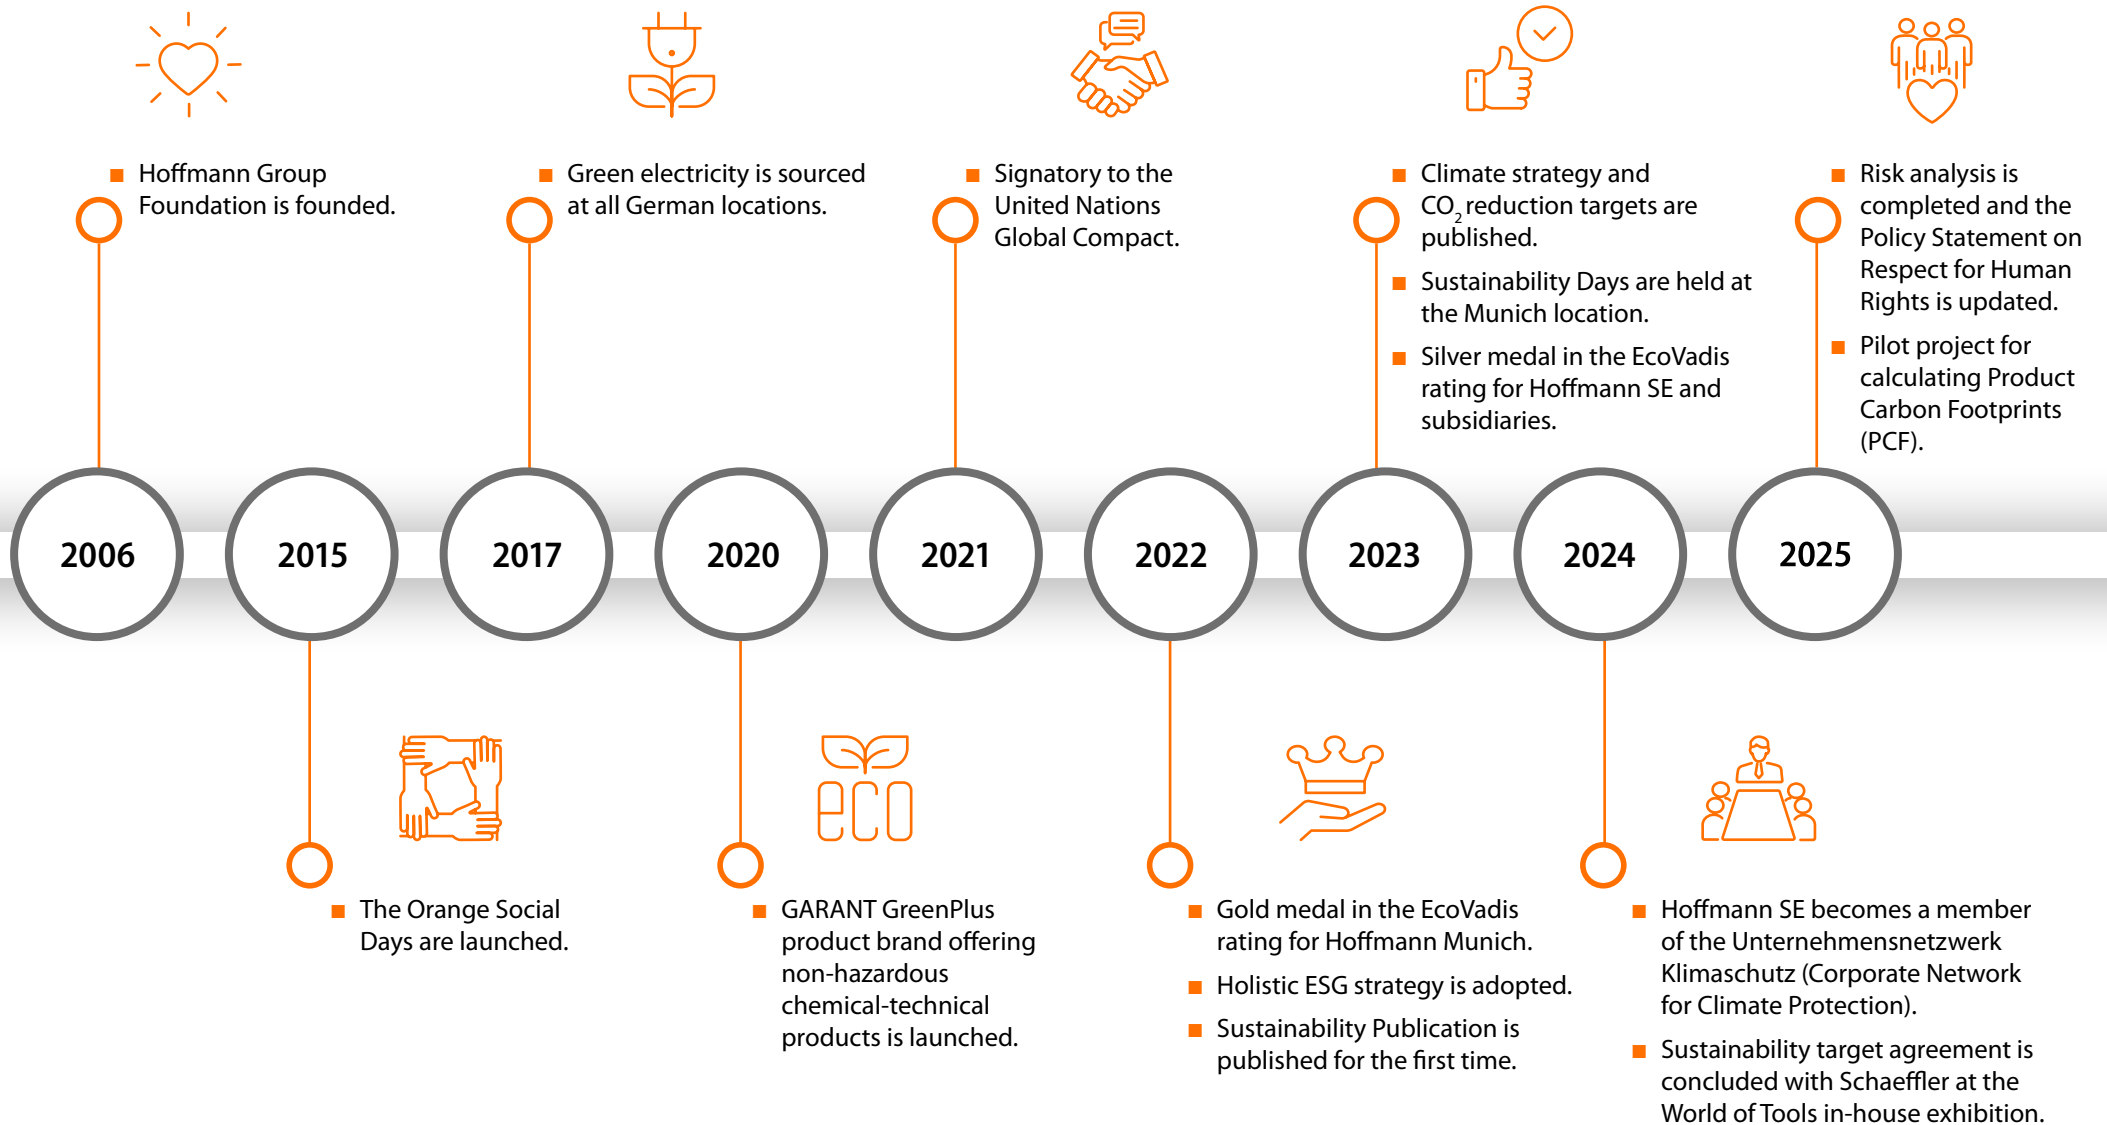 Hoffmann Group
Foundation is founded.
Green electricity is sourced
at all German locations.
Signatory to the
United Nations
Global Compact.
Climate strategy and
CO₂ reduction targets are
published.
Sustainability Days are held at
the Munich location.
Silver medal in the EcoVadis
rating for Hoffmann SE and
subsidiaries.
Risk analysis is
completed and the
Policy Statement on
Respect for Human
Rights is updated.
Pilot project for
calculating Product
Carbon Footprints
(PCF).
2006
2015
2017
2020
2021
2022
2023
2024
2025
eco
The Orange Social
Days are launched.
GARANT GreenPlus
product brand offering
non-hazardous
chemical-technical
products is launched.
Gold medal in the EcoVadis
rating for Hoffmann Munich.
Holistic ESG strategy is adopted.
Sustainability Publication is
published for the first time.
Hoffmann SE becomes a member
of the Unternehmensnetzwerk
Klimaschutz (Corporate Network
for Climate Protection).
Sustainability target agreement is
concluded with Schaeffler at the
World of Tools in-house exhibition.